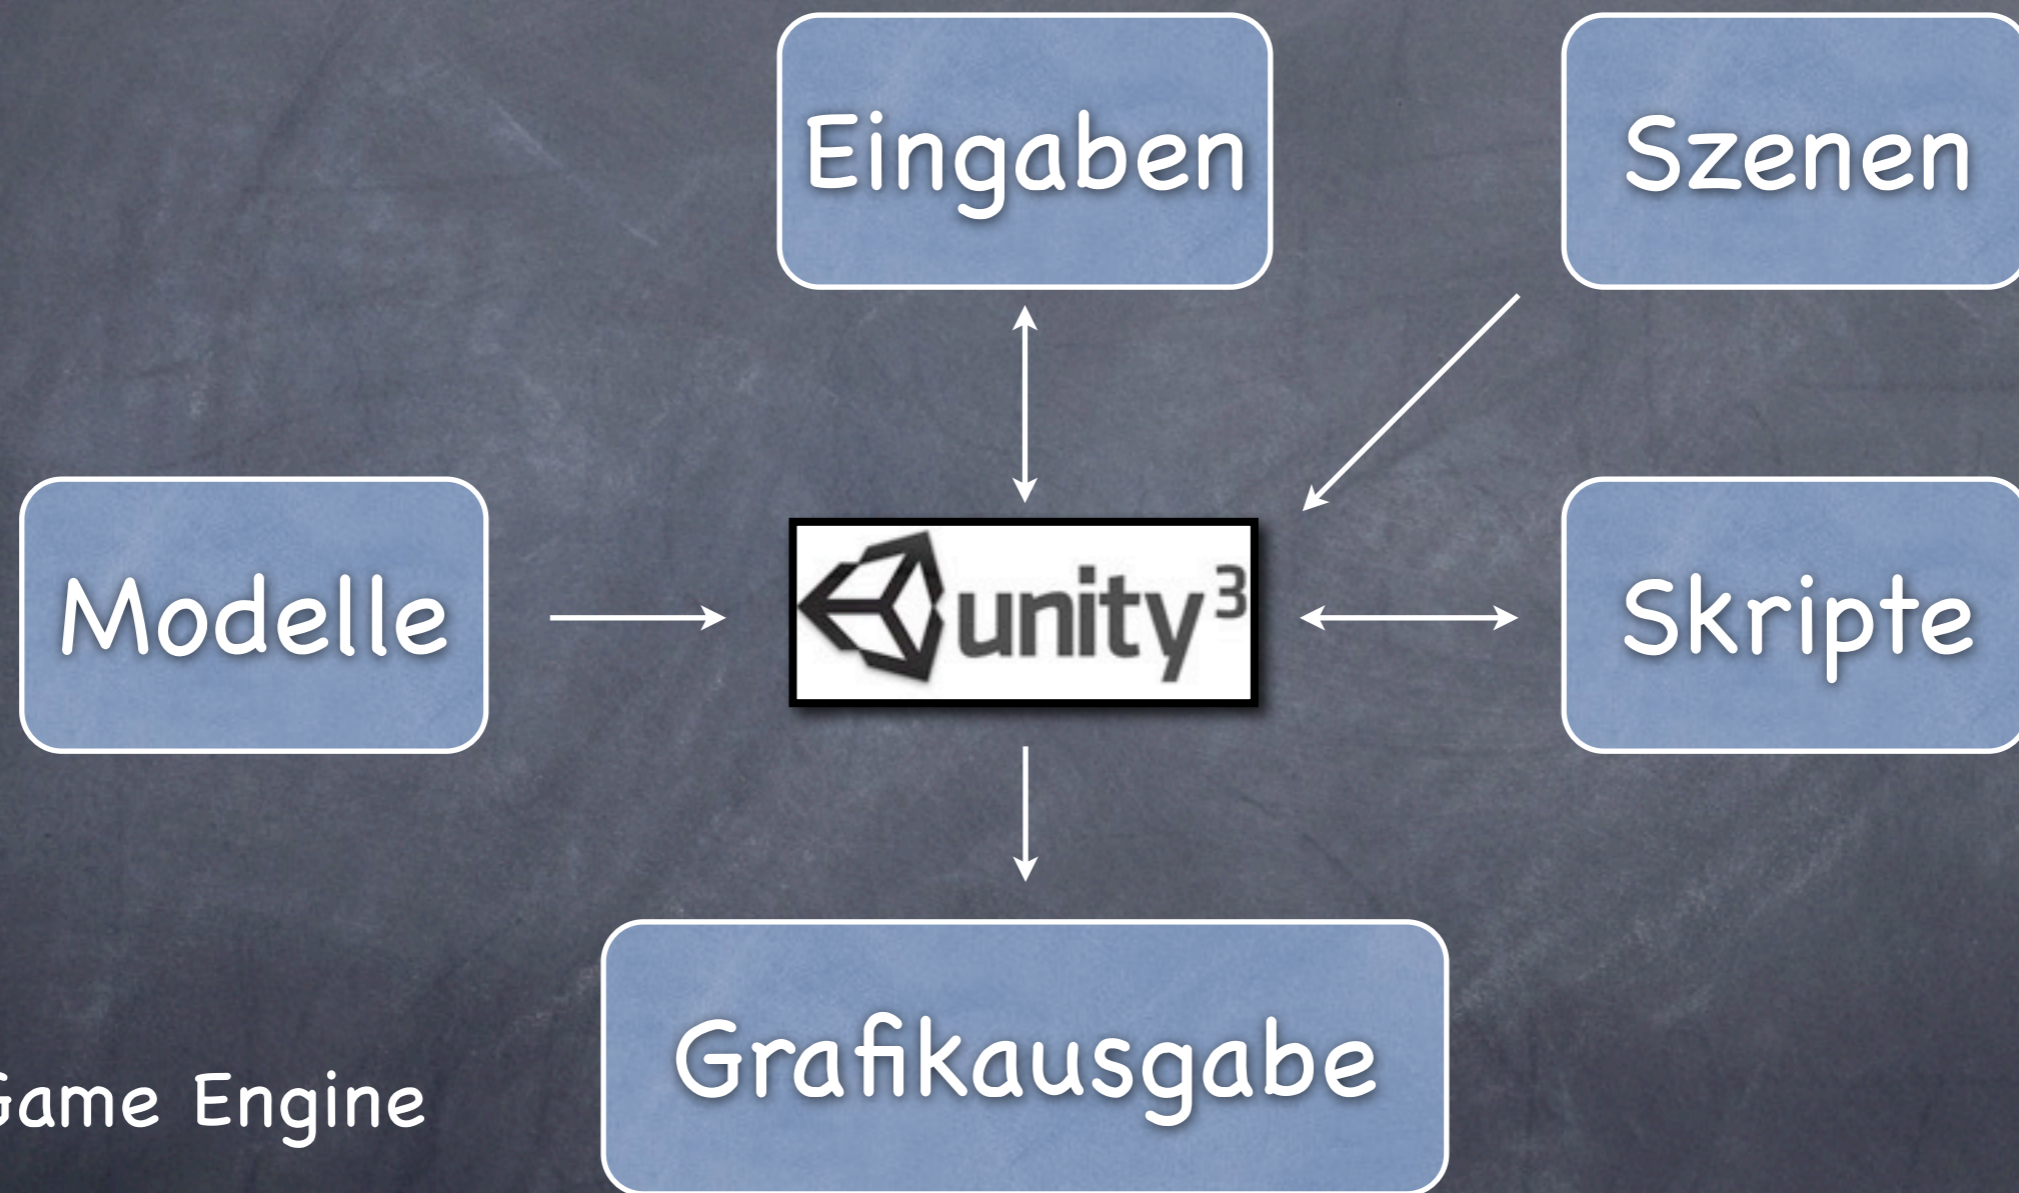 Eingaben
Szenen
Modelle
unity3
Skripte
Grafikausgabe
Game Engine